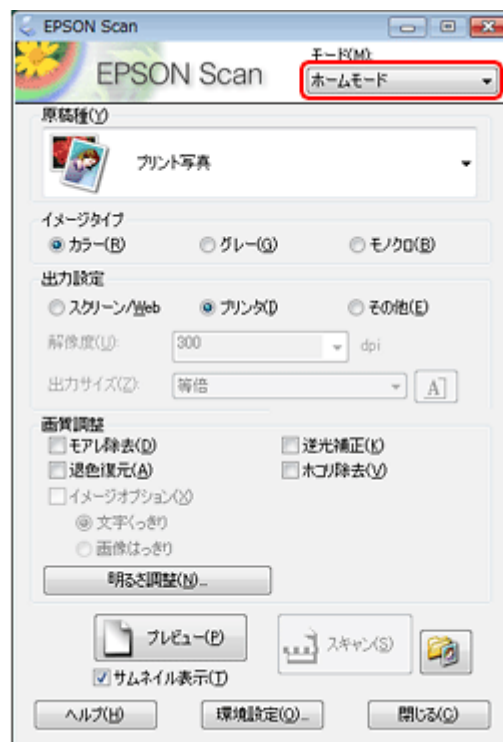 EPSON Scan
EPSON Scan
モード(M):
ホームモード
原稿種(Y)
プリント写真
イメージタイプ
カラー(R) グレー(G) モノクロ(B)
出力設定
スクリーン/Web プリンタ(I) その他(E)
解像度(U): 300 dpi
出力サイズ(Z): 等倍 A
画質調整
モアレ除去(D) 逆光補正(K)
退色復元(A) ホコリ除去(V)
イメージオプション(X)
文字くっきり
画像はっきり
明るさ調整(N)...
プレビュー(P) スキャン(S)
サムネイル表示(T)
ヘルプ(H) 環境設定(O)... 閉じる(C)